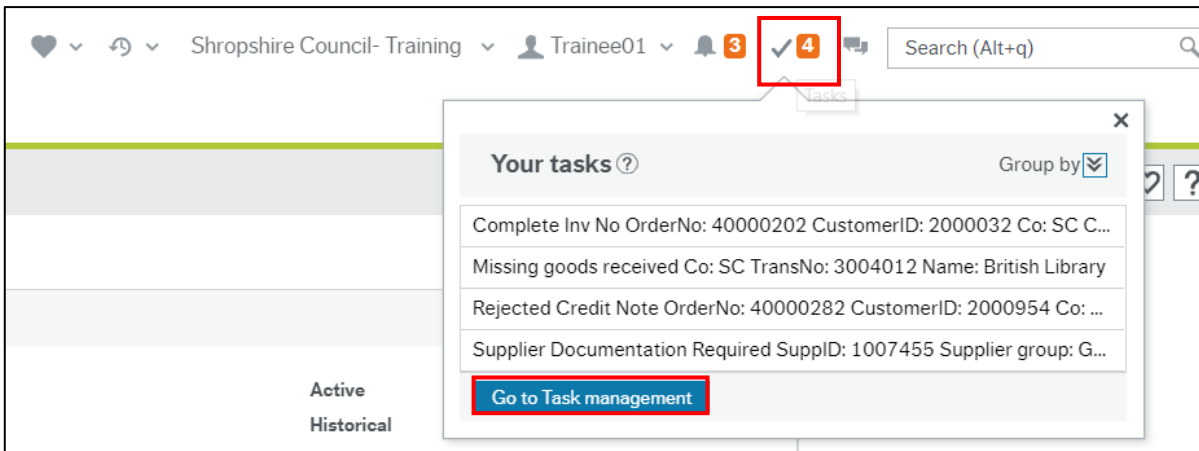 Shropshire Council- Training Trainee01 3 4 Search (Alt+q)
Tasks
Your tasks ? Group by
?
Complete Inv No OrderNo: 40000202 CustomerID: 2000032 Co: SC C...
Missing goods received Co: SC TransNo: 3004012 Name: British Library
Rejected Credit Note OrderNo: 40000282 CustomerID: 2000954 Co: ...
Supplier Documentation Required SuppID: 1007455 Supplier group: G...
Active
Go to Task management
Historical